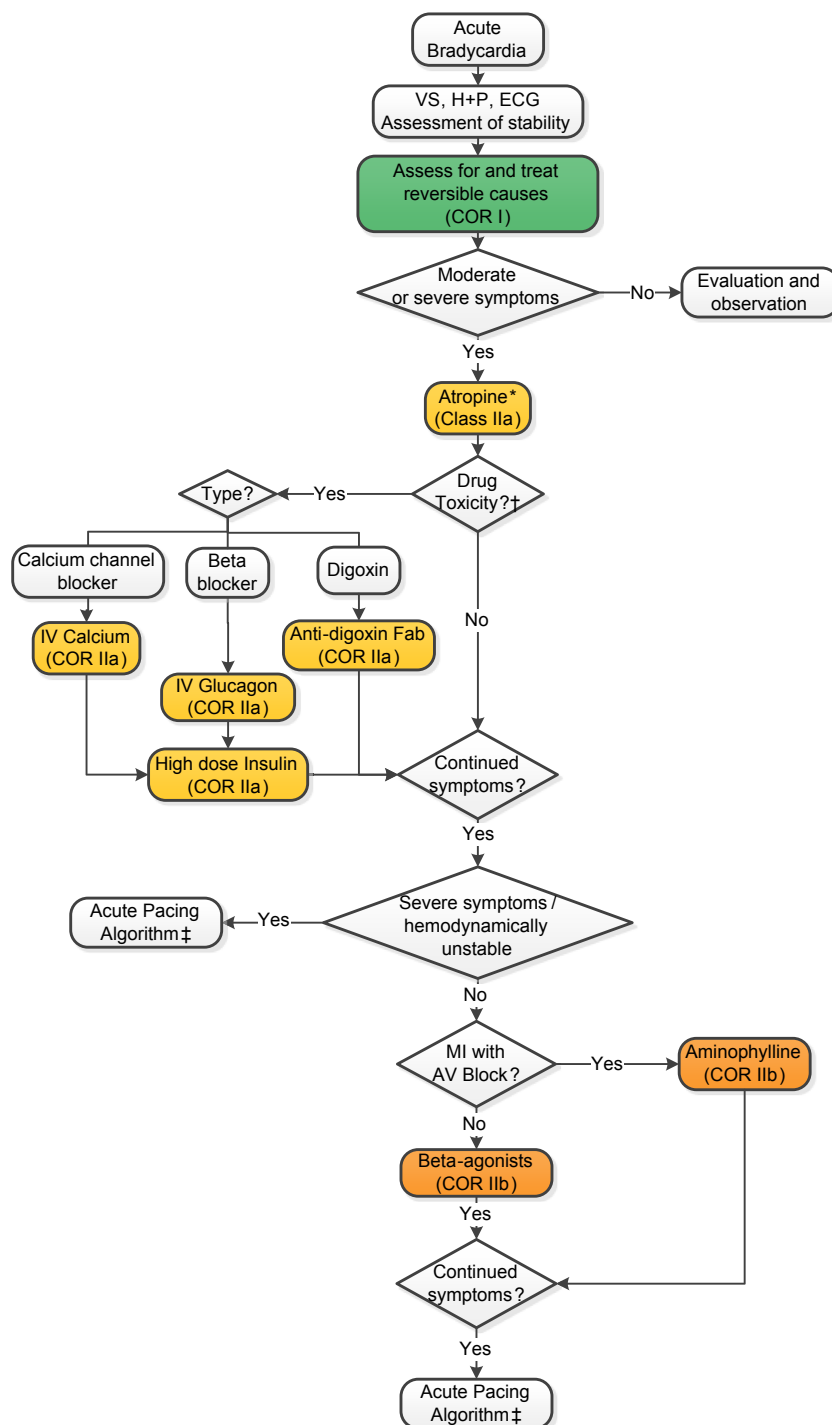 Acute
Bradycardia
VS, H+P, ECG
Assessment of stability
Assess for and treat
reversible causes
(COR I)
Moderate
or severe symptoms
No
Evaluation and
observation
Yes
Atropine*
(Class IIa)
Drug
Toxicity?†
Yes
Type?
Calcium channel
blocker
Beta
blocker
Digoxin
No
IV Calcium
(COR IIa)
Anti-digoxin Fab
(COR IIa)
IV Glucagon
(COR IIa)
High dose Insulin
(COR IIa)
Continued
symptoms?
Yes
Severe symptoms /
hemodynamically
unstable
Yes
Acute Pacing
Algorithm‡
No
MI with
AV Block?
Yes
Aminophylline
(COR IIb)
No
Beta-agonists
(COR IIb)
Yes
Continued
symptoms?
Yes
Acute Pacing
Algorithm‡